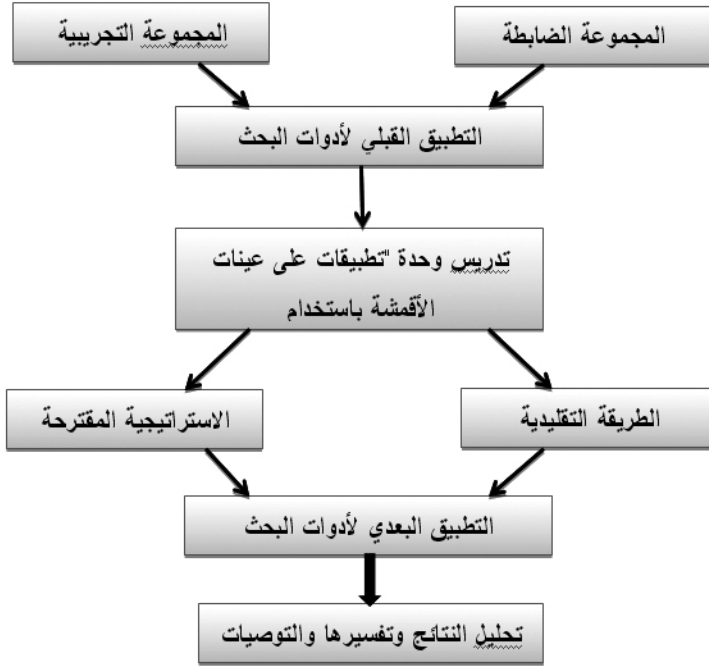 المجموعة الضابطة
المجموعة التجريبية
التطبيق القبلي لأدوات البحث
تدريس وحدة "تطبيقات على عينات
الأقمشة باستخدام
الطريقة التقليدية
الاستراتيجية المقترحة
التطبيق البعدي لأدوات البحث
تحليل النتائج وتفسيرها والتوصيات